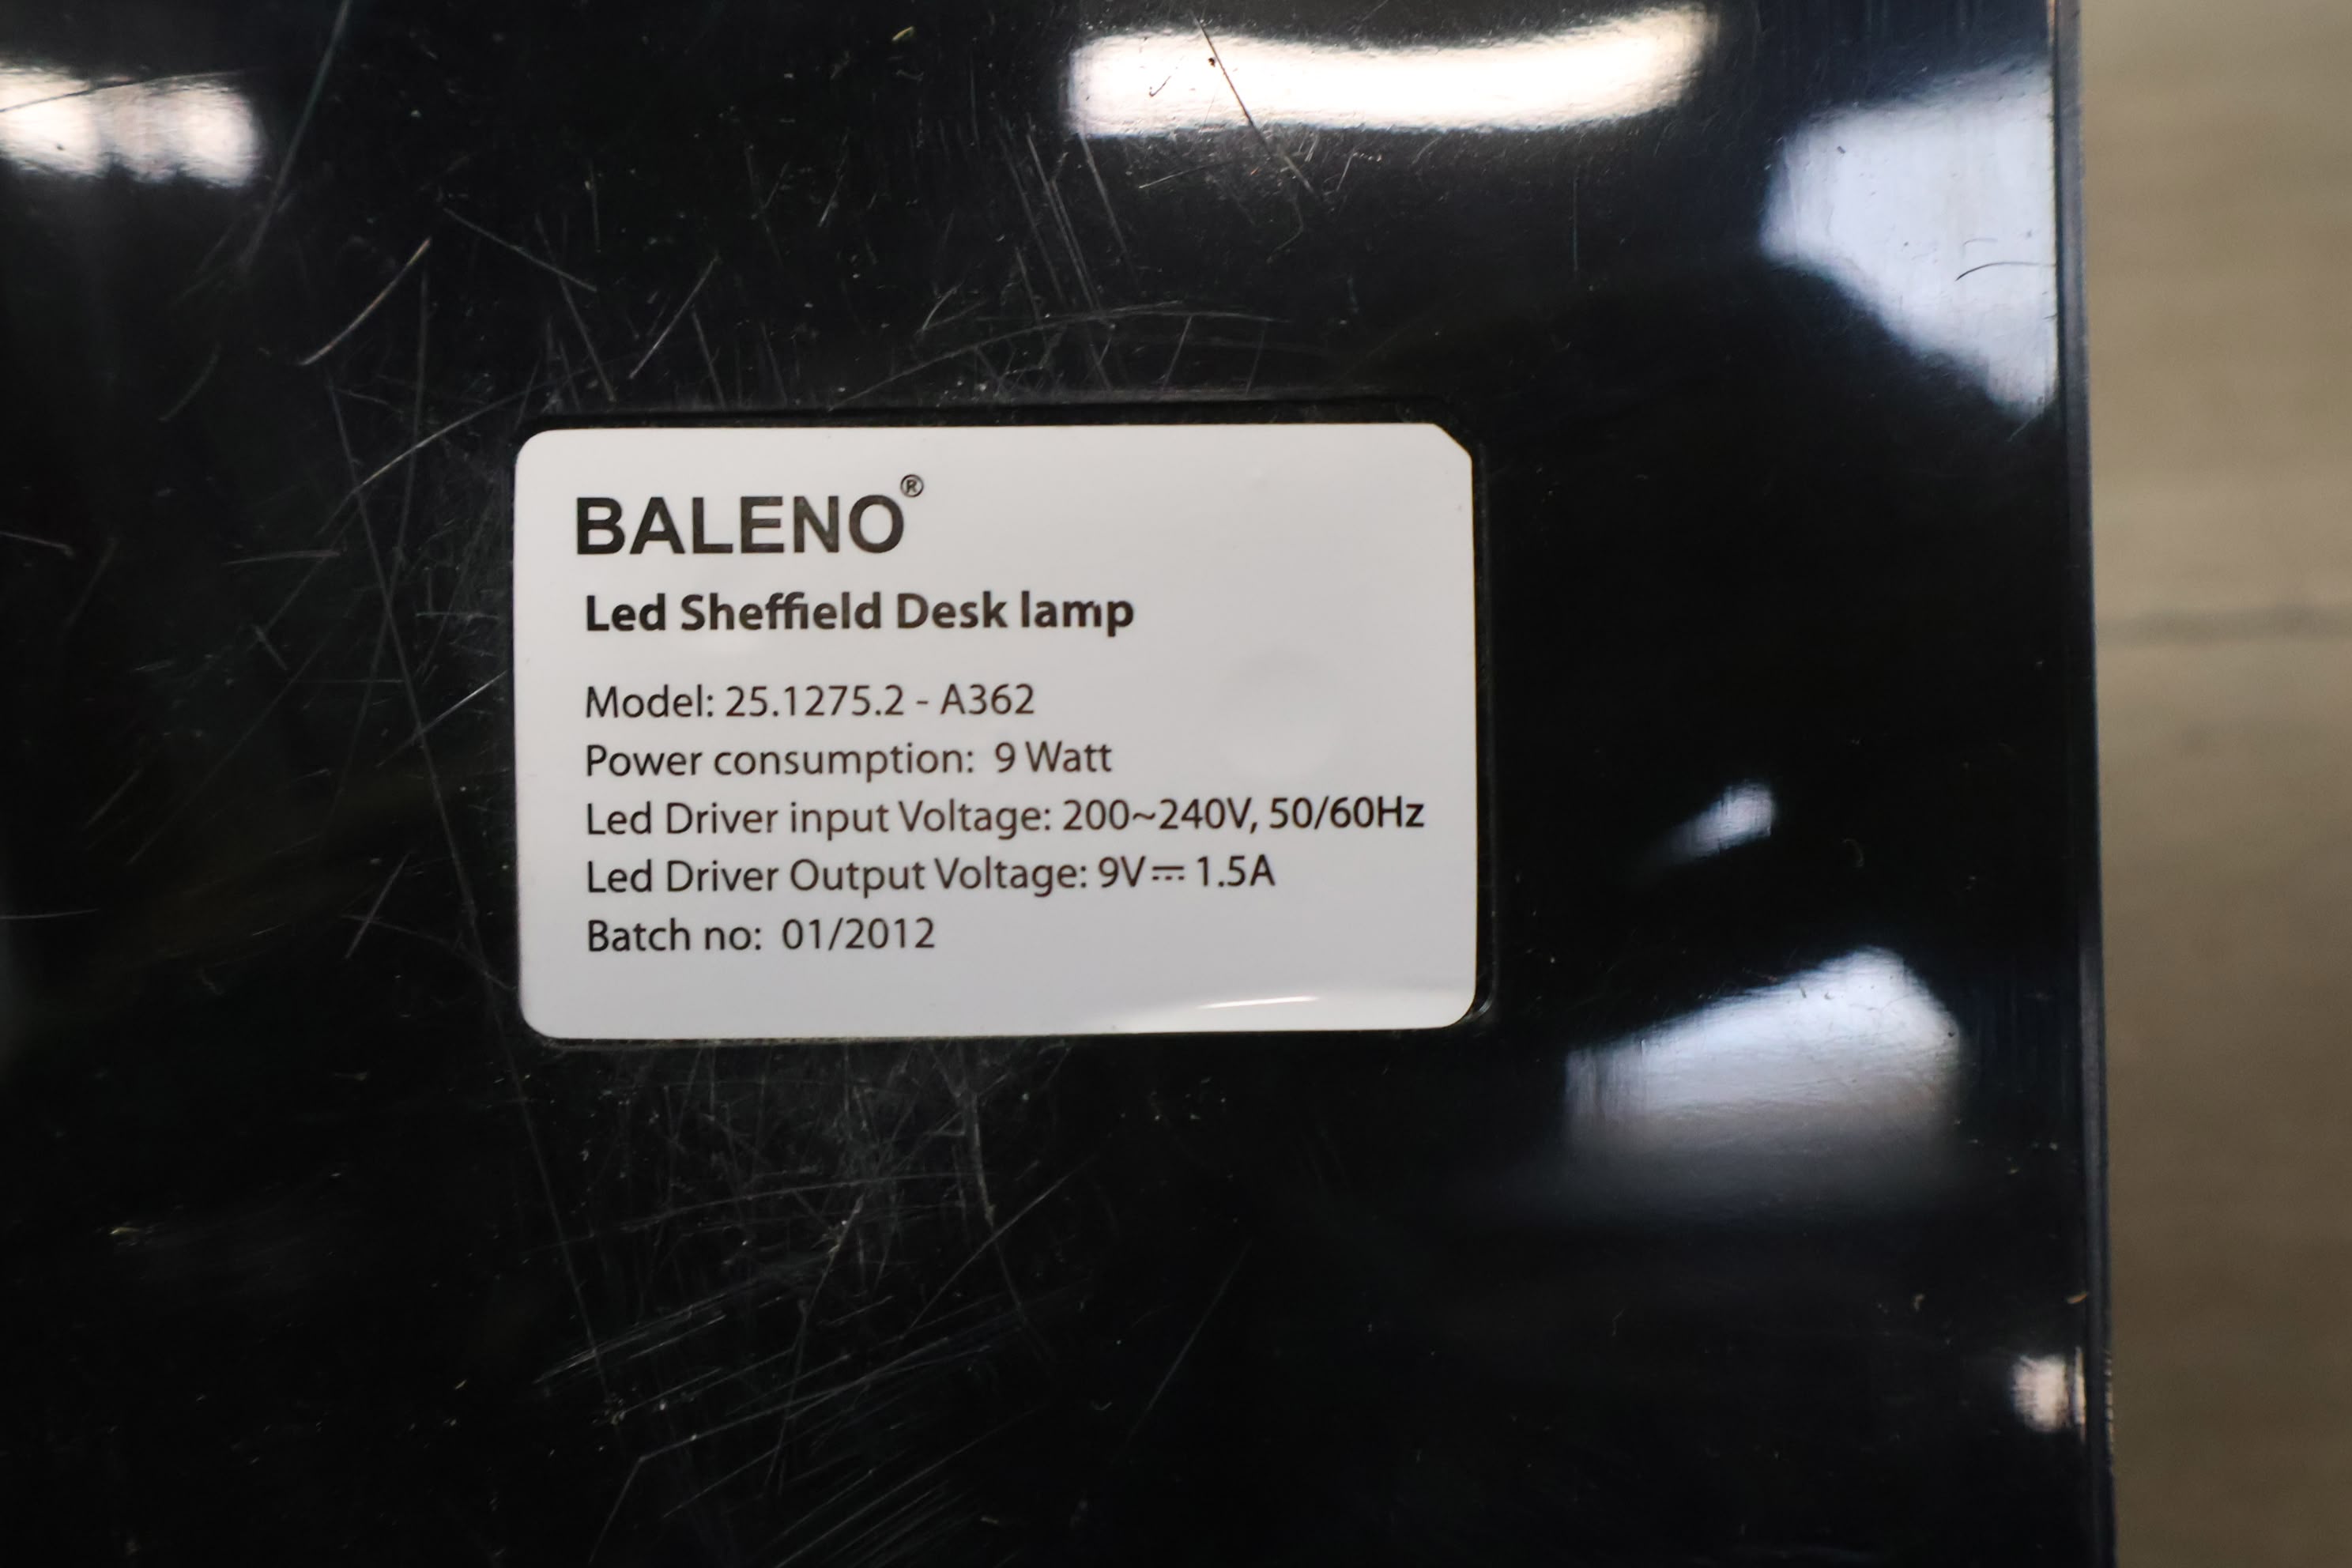 BALENO®
Led Sheffield Desk lamp
Model: 25.1275.2 - A362
Power consumption: 9 Watt
Led Driver input Voltage: 200~240V, 50/60Hz
Led Driver Output Voltage: 9V⎓ 1.5A
Batch no: 01/2012